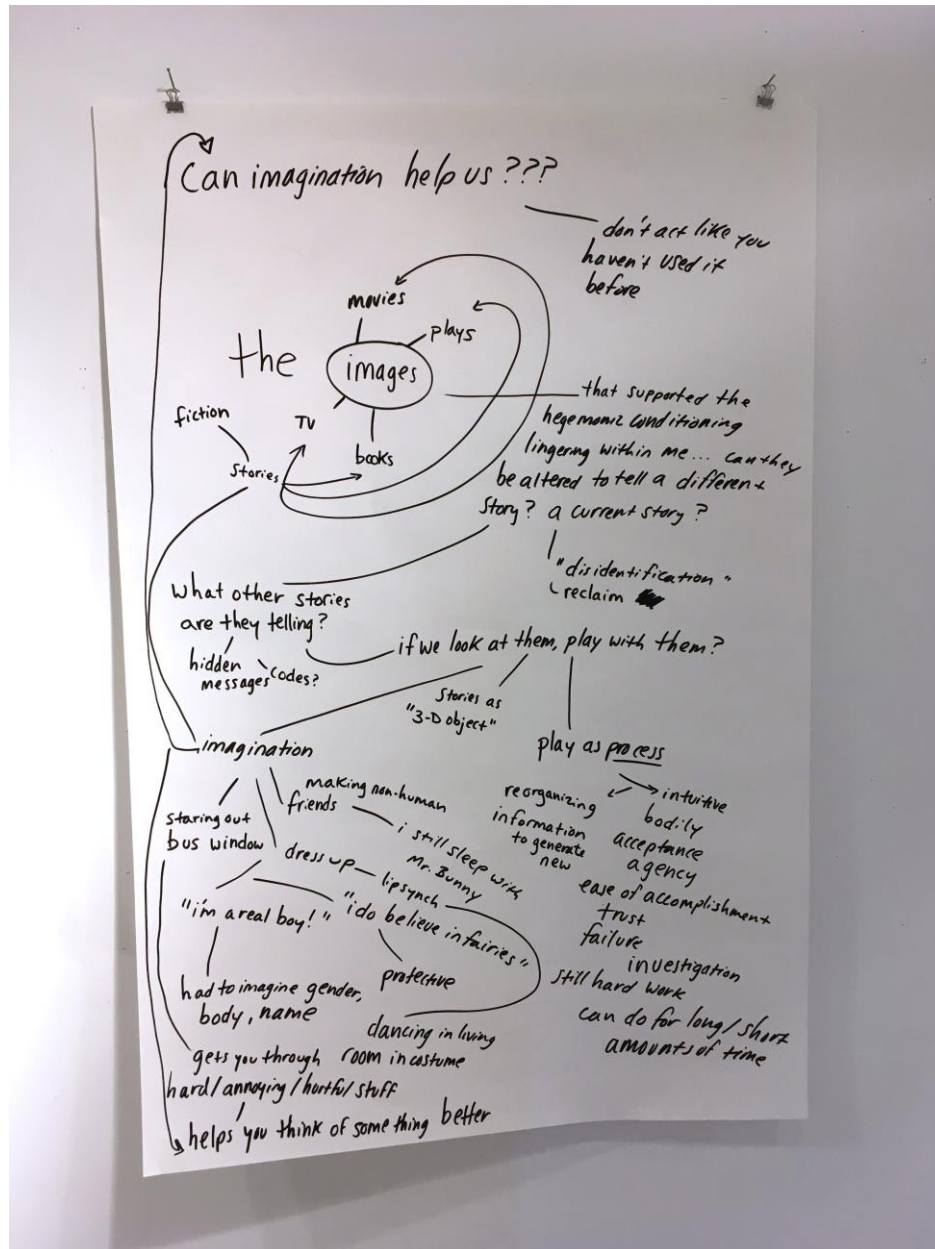 Can imagination help us???
don't act like you
haven't used it
before
movies
plays
the
images
TV
books
fiction
stories
that supported the
hegemonic conditioning
lingering within me... can they
be altered to tell a different
story? a current story?
"disidentification"
reclaim
what other stories
are they telling?
hidden
messages
codes?
if we look at them, play with them?
stories as
"3-D object"
play as process
imagination
staring out
bus window
making non-human
friends
i still sleep with
Mr. Bunny
dress up
lipsynch
"i'm a real boy!"
"i do believe in fairies"
had to imagine gender,
body, name
protective
dancing in living
room in costume
gets you through
hard/annoying/hurtful stuff
helps you think of something better
reorganizing
information
to generate
new
intuitive
bodily
acceptance
agency
ease of accomplishment
trust
failure
investigation
still hard work
can do for long/short
amounts of time